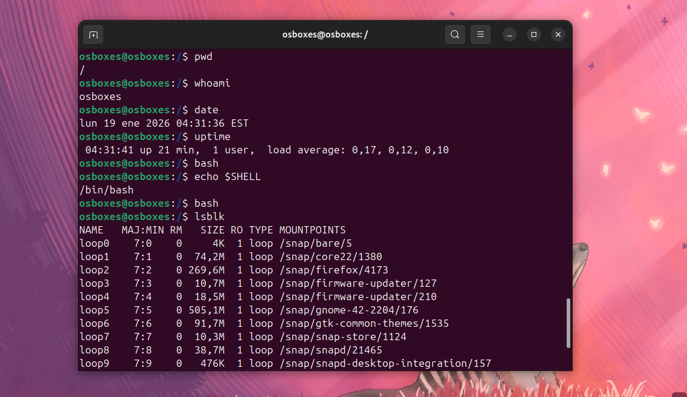 osboxes@osboxes: /
osboxes@osboxes:/$ pwd
/
osboxes@osboxes:/$ whoami
osboxes
osboxes@osboxes:/$ date
lun 19 ene 2026 04:31:36 EST
osboxes@osboxes:/$ uptime
04:31:41 up 21 min,  1 user,  load average: 0,17, 0,12, 0,10
osboxes@osboxes:/$ bash
osboxes@osboxes:/$ echo $SHELL
/bin/bash
osboxes@osboxes:/$ bash
osboxes@osboxes:/$ lsblk
NAME   MAJ:MIN RM   SIZE RO TYPE MOUNTPOINTS
loop0    7:0    0     4K  1 loop /snap/bare/5
loop1    7:1    0  74,2M  1 loop /snap/core22/1380
loop2    7:2    0 269,6M  1 loop /snap/firefox/4173
loop3    7:3    0  10,7M  1 loop /snap/firmware-updater/127
loop4    7:4    0  18,5M  1 loop /snap/firmware-updater/210
loop5    7:5    0 505,1M  1 loop /snap/gnome-42-2204/176
loop6    7:6    0  91,7M  1 loop /snap/gtk-common-themes/1535
loop7    7:7    0  10,3M  1 loop /snap/snap-store/1124
loop8    7:8    0  38,7M  1 loop /snap/snapd/21465
loop9    7:9    0   476K  1 loop /snap/snapd-desktop-integration/157